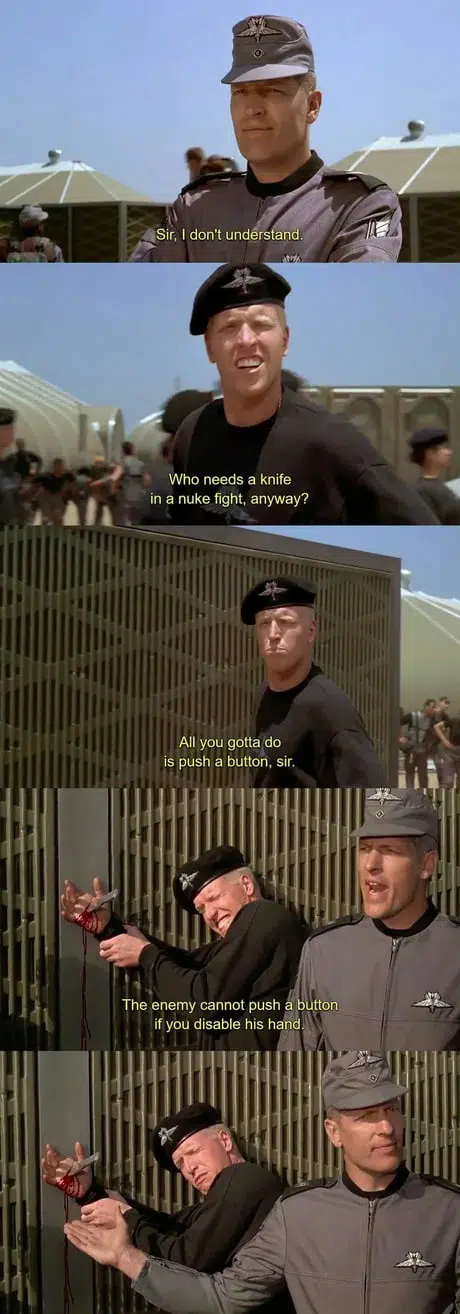 Sir, I don't understand.
Who needs a knife
in a nuke fight, anyway?
All you gotta do
is push a button, sir.
The enemy cannot push a button
if you disable his hand.